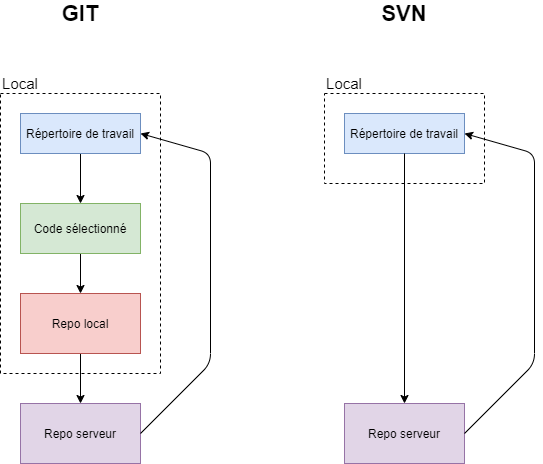 GIT
Local
Répertoire de travail
Code sélectionné
Repo local
Repo serveur
SVN
Local
Répertoire de travail
Repo serveur